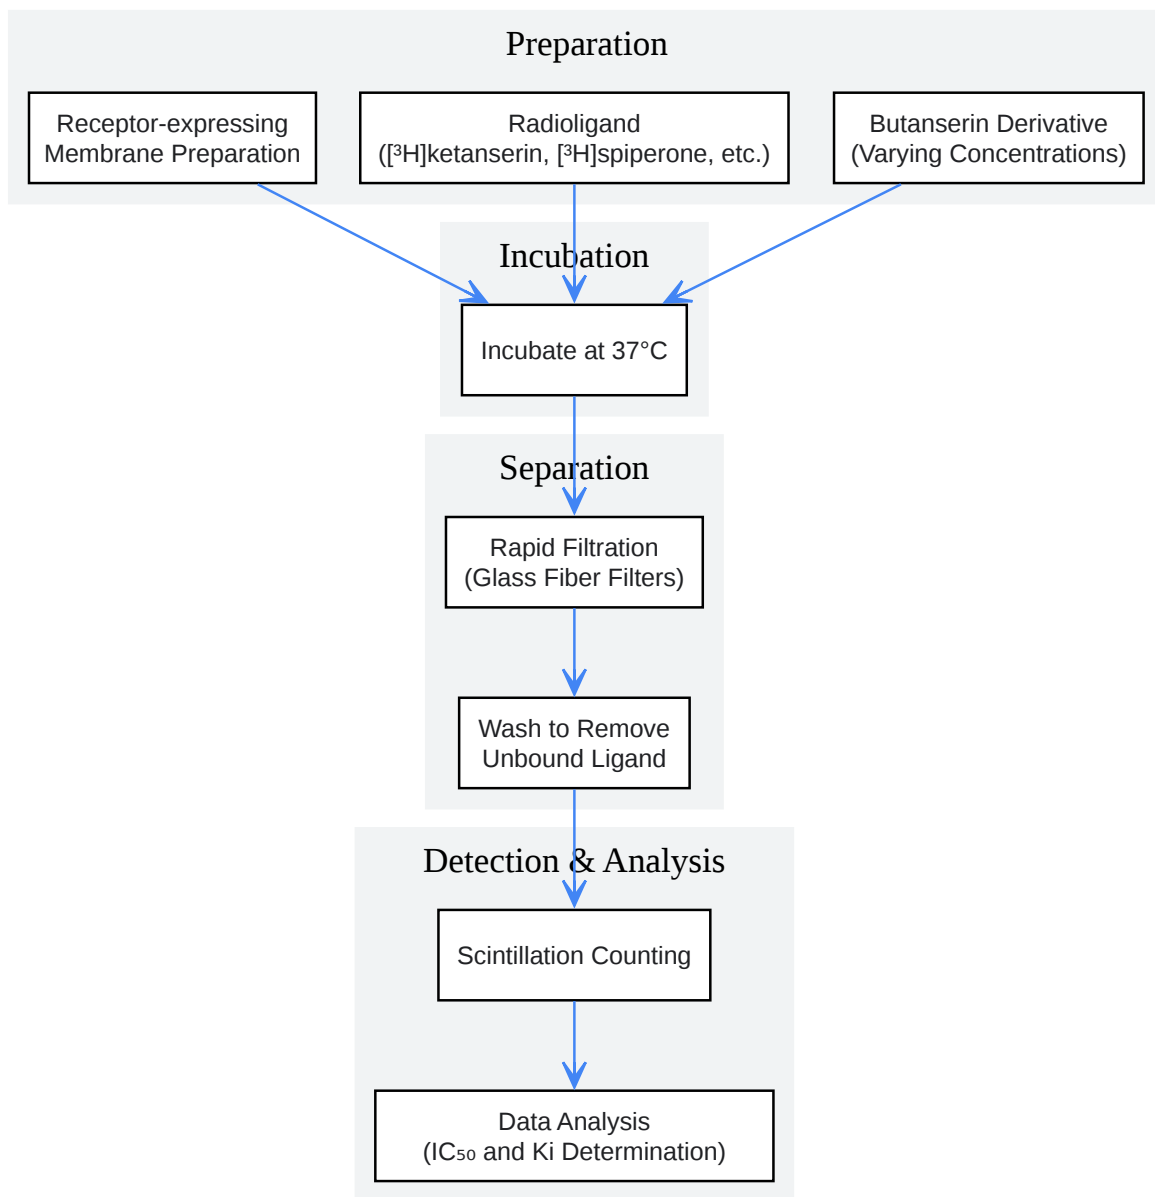 Preparation
Receptor-expressing
Membrane Preparation
Radioligand
([³H]ketanserin, [³H]spiperone, etc.)
Butanserin Derivative
(Varying Concentrations)
Incubation
Incubate at 37°C
Separation
Rapid Filtration
(Glass Fiber Filters)
Wash to Remove
Unbound Ligand
Detection & Analysis
Scintillation Counting
Data Analysis
(IC₅₀ and Ki Determination)